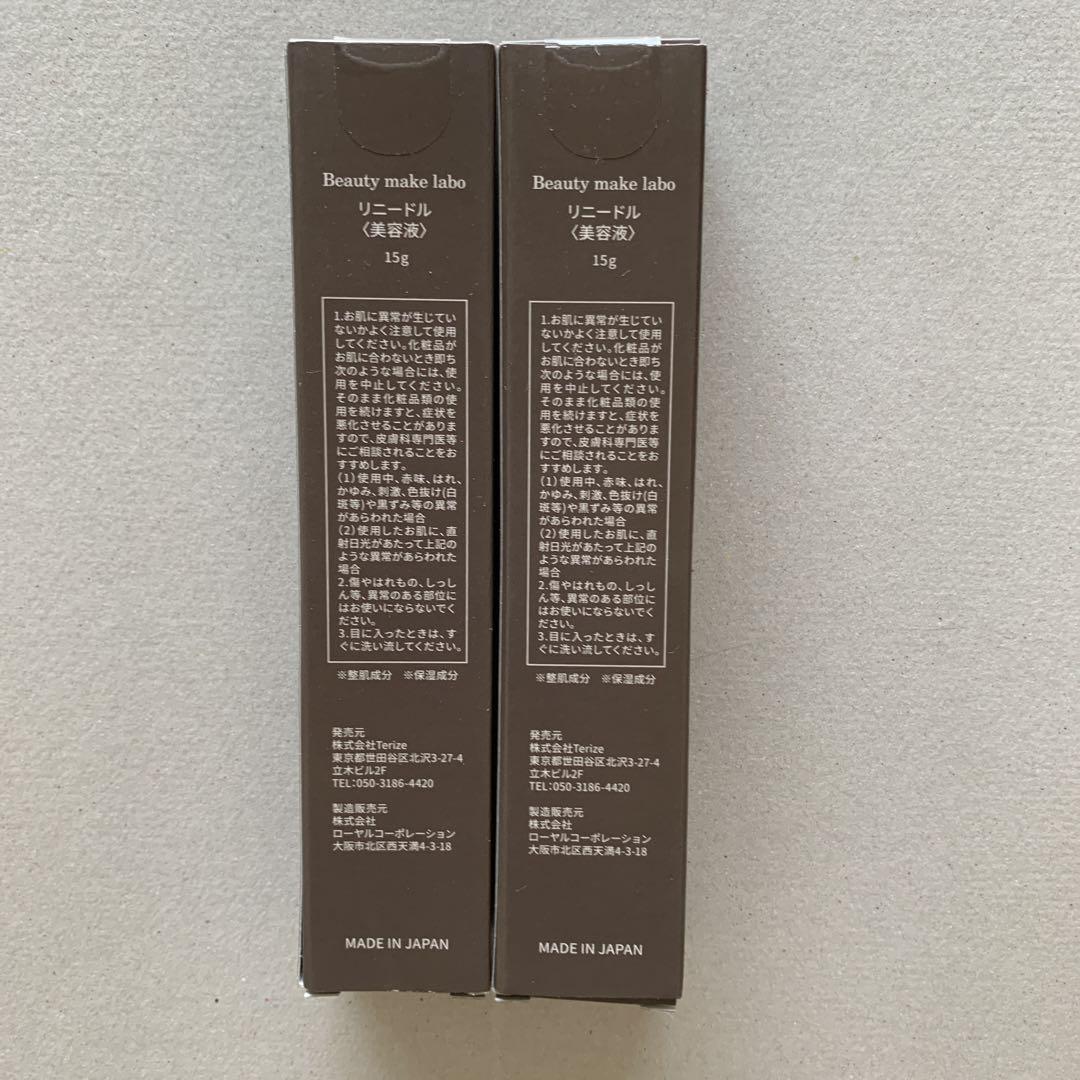 Beauty make labo
リニードル
〈美容液〉
15g
1.お肌に異常が生じてい
ないかよく注意して使用
してください。化粧品が
お肌に合わないとき即ち
次のような場合には、使
用を中止してください。
そのまま化粧品類の使
用を続けますと、症状を
悪化させることがありま
すので、皮膚科専門医等
にご相談されることをお
すすめします。
(1)使用中、赤味、はれ、
かゆみ、刺激、色抜け(白
斑等)や黒ずみ等の異常
があらわれた場合
(2)使用したお肌に、直
射日光があたって上記の
ような異常があらわれた
場合
2.傷やはれもの、しっし
ん等、異常のある部位に
はお使いにならないでく
ださい。
3.目に入ったときは、す
ぐに洗い流してください。
※整肌成分 ※保湿成分
発売元
株式会社Terize
東京都世田谷区北沢3-27-4
立木ビル2F
TEL:050-3186-4420
製造販売元
株式会社
ローヤルコーポレーション
大阪市北区西天満4-3-18
MADE IN JAPAN
Beauty make labo
リニードル
〈美容液〉
15g
1.お肌に異常が生じてい
ないかよく注意して使用
してください。化粧品が
お肌に合わないとき即ち
次のような場合には、使
用を中止してください。
そのまま化粧品類の使
用を続けますと、症状を
悪化させることがありま
すので、皮膚科専門医等
にご相談されることをお
すすめします。
(1)使用中、赤味、はれ、
かゆみ、刺激、色抜け(白
斑等)や黒ずみ等の異常
があらわれた場合
(2)使用したお肌に、直
射日光があたって上記の
ような異常があらわれた
場合
2.傷やはれもの、しっし
ん等、異常のある部位に
はお使いにならないでく
ださい。
3.目に入ったときは、す
ぐに洗い流してください。
※整肌成分 ※保湿成分
発売元
株式会社Terize
東京都世田谷区北沢3-27-4
立木ビル2F
TEL:050-3186-4420
製造販売元
株式会社
ローヤルコーポレーション
大阪市北区西天満4-3-18
MADE IN JAPAN